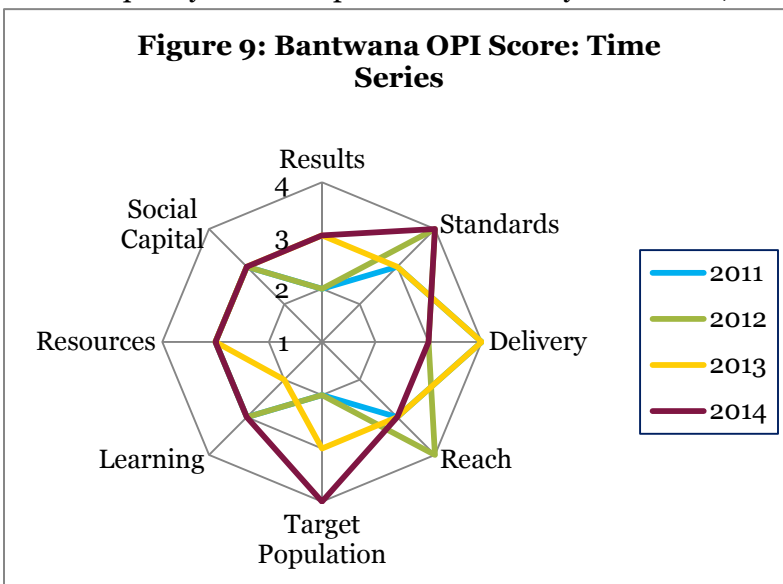 Figure 9: Bantwana OPI Score: Time
Series
Results
4
Social
Capital
Standards
3
2
2011
2012
Resources
1
Delivery
2013
2014
Learning
Reach
Target
Population